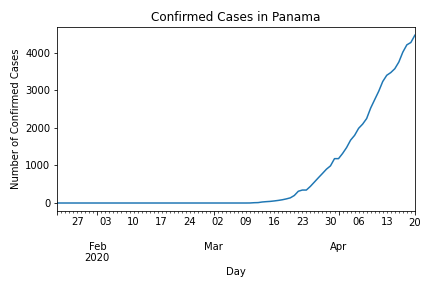 Confirmed Cases in Panama
Number of Confirmed Cases
4000
3000
2000
1000
0
27 03 10 17 24 02 09 16 23 30 06 13 20
Feb Mar Apr
2020
Day